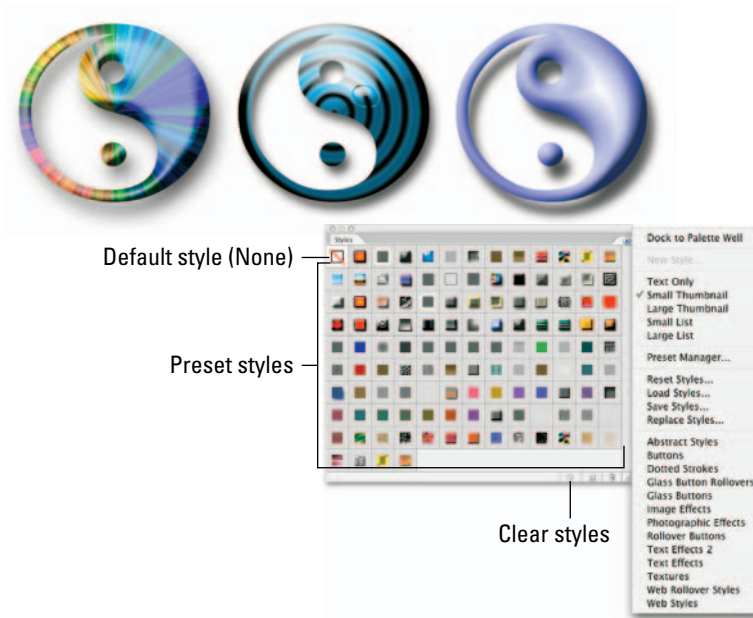 Styles
Default style (None)
Preset styles
Clear styles
Dock to Palette Well
New Style...
Text Only
✓ Small Thumbnail
Large Thumbnail
Small List
Large List
Preset Manager...
Reset Styles...
Load Styles...
Save Styles...
Replace Styles...
Abstract Styles
Buttons
Dotted Strokes
Glass Button Rollovers
Glass Buttons
Image Effects
Photographic Effects
Rollover Buttons
Text Effects 2
Text Effects
Textures
Web Rollover Styles
Web Styles